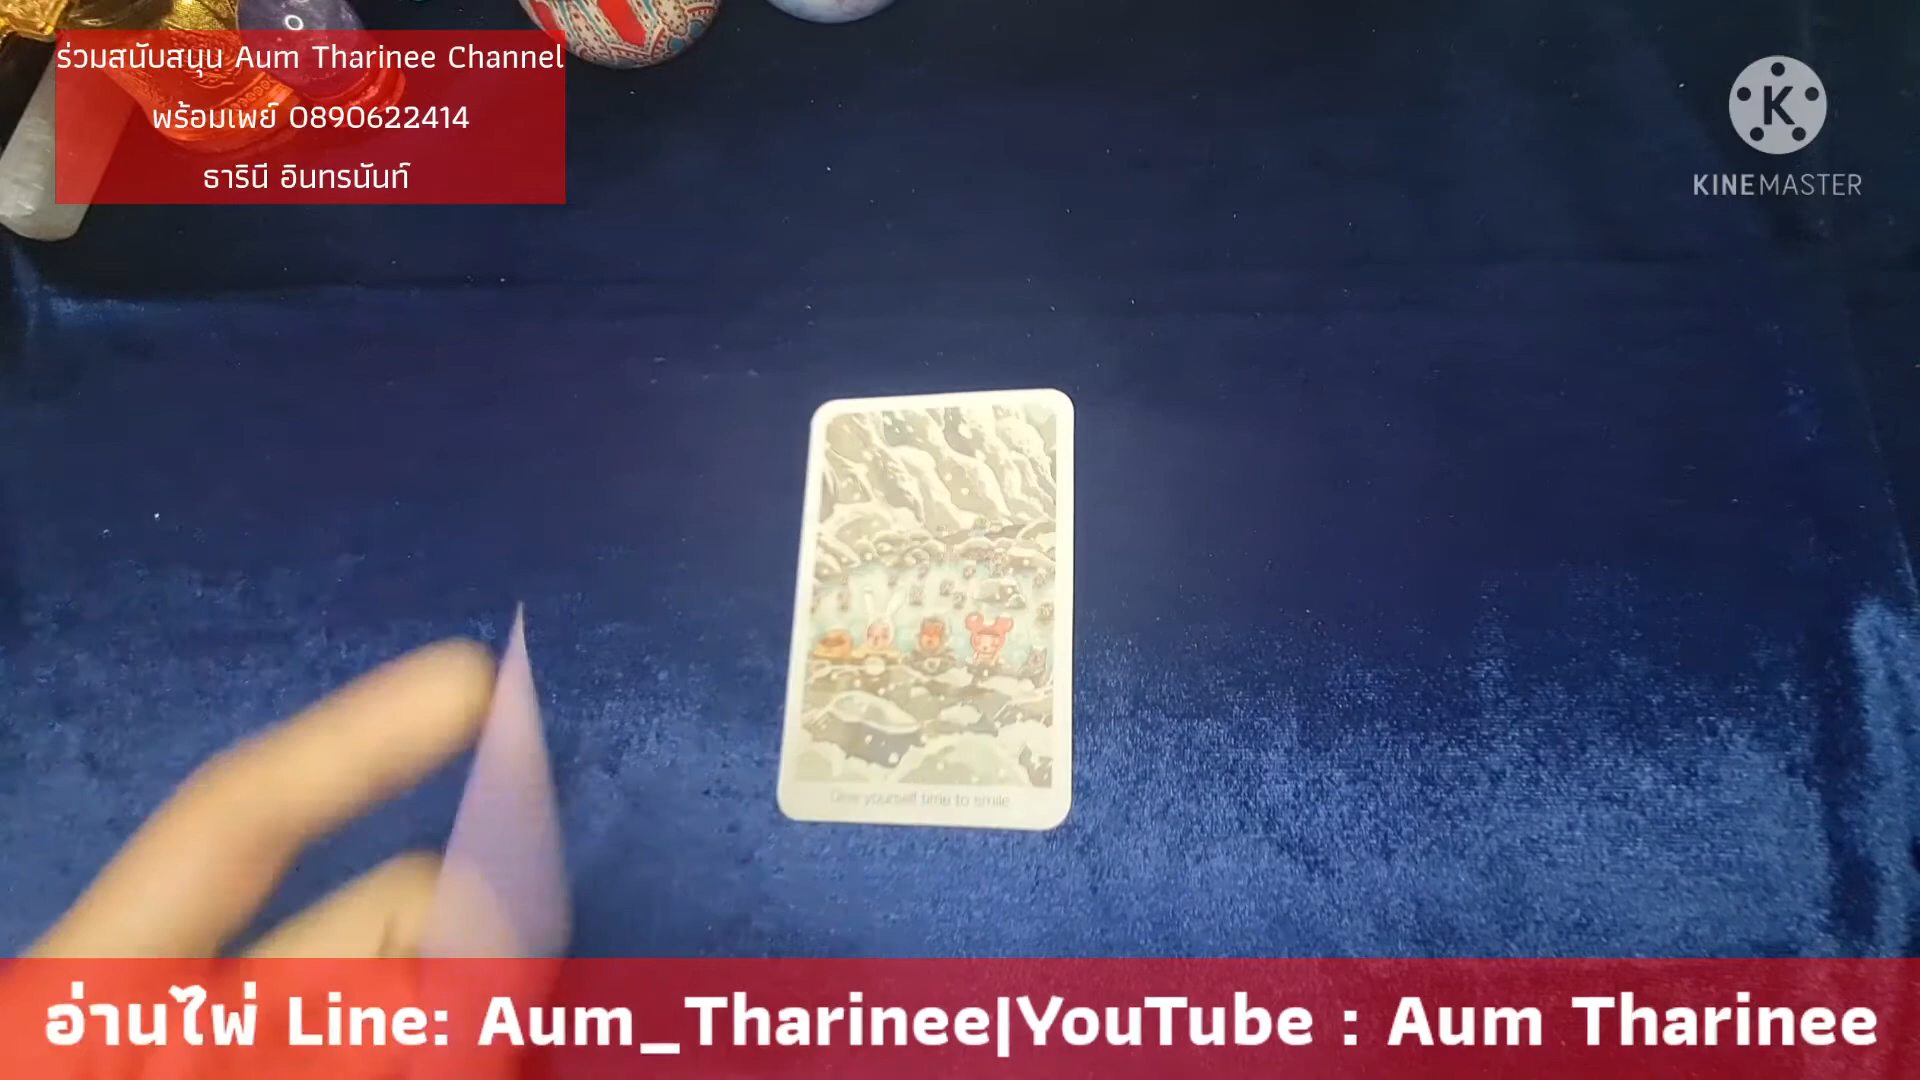 ร่วมสนับสนุน Aum Tharinee Channel
พร้อมเพย์ 0890622414
ธารินี อินทรนันท์
KINEMASTER
Give yourself time to smile
อ่านไพ่ Line: Aum_Tharinee|YouTube : Aum Tharinee